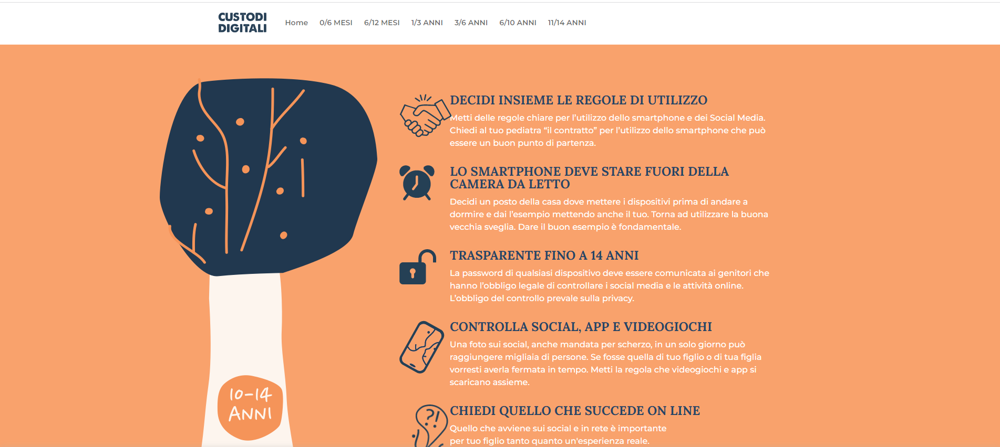 CUSTODI
DIGITALI
Home 0/6 MESI 6/12 MESI 1/3 ANNI 3/6 ANNI 6/10 ANNI 11/14 ANNI
DECIDI INSIEME LE REGOLE DI UTILIZZO
Metti delle regole chiare per l’utilizzo dello smartphone e dei Social Media.
Chiedi al tuo pediatra “il contratto” per l’utilizzo dello smartphone che può
essere un buon punto di partenza.
LO SMARTPHONE DEVE STARE FUORI DELLA
CAMERA DA LETTO
Decidi un posto della casa dove mettere i dispositivi prima di andare a
dormire e dai l’esempio mettendo anche il tuo. Torna ad utilizzare la buona
vecchia sveglia. Dare il buon esempio è fondamentale.
TRASPARENTE FINO A 14 ANNI
La password di qualsiasi dispositivo deve essere comunicata ai genitori che
hanno l’obbligo legale di controllare i social media e le attività online.
L’obbligo del controllo prevale sulla privacy.
CONTROLLA SOCIAL, APP E VIDEOGIOCHI
Una foto sui social, anche mandata per scherzo, in un solo giorno può
raggiungere migliaia di persone. Se fosse quella di tuo figlio o di tua figlia
vorresti averla fermata in tempo. Metti la regola che videogiochi e app si
scaricano assieme.
CHIEDI QUELLO CHE SUCCEDE ON LINE
Quello che avviene sui social e in rete è importante
per tuo figlio tanto quanto un'esperienza reale.
10-14
ANNI
?!